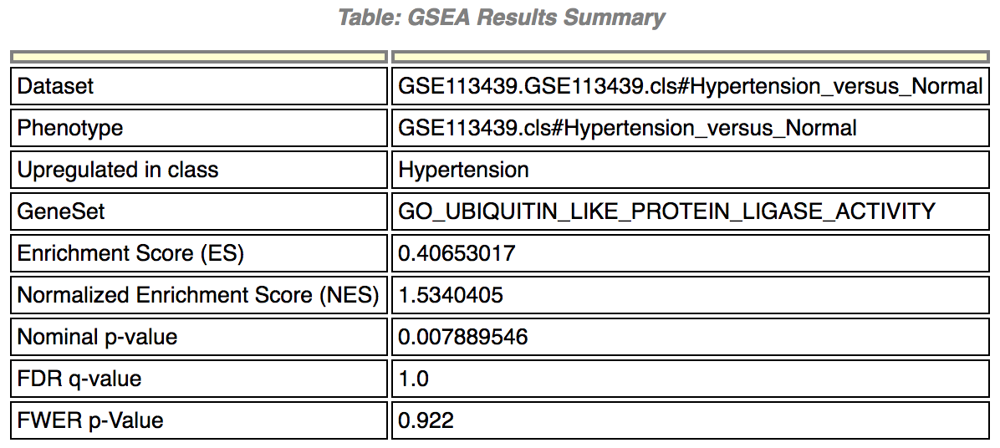 Table: GSEA Results Summary
Dataset GSE113439.GSE113439.cls#Hypertension_versus_Normal
Phenotype GSE113439.cls#Hypertension_versus_Normal
Upregulated in class Hypertension
GeneSet GO_UBIQUITIN_LIKE_PROTEIN_LIGASE_ACTIVITY
Enrichment Score (ES) 0.40653017
Normalized Enrichment Score (NES) 1.5340405
Nominal p-value 0.007889546
FDR q-value 1.0
FWER p-Value 0.922